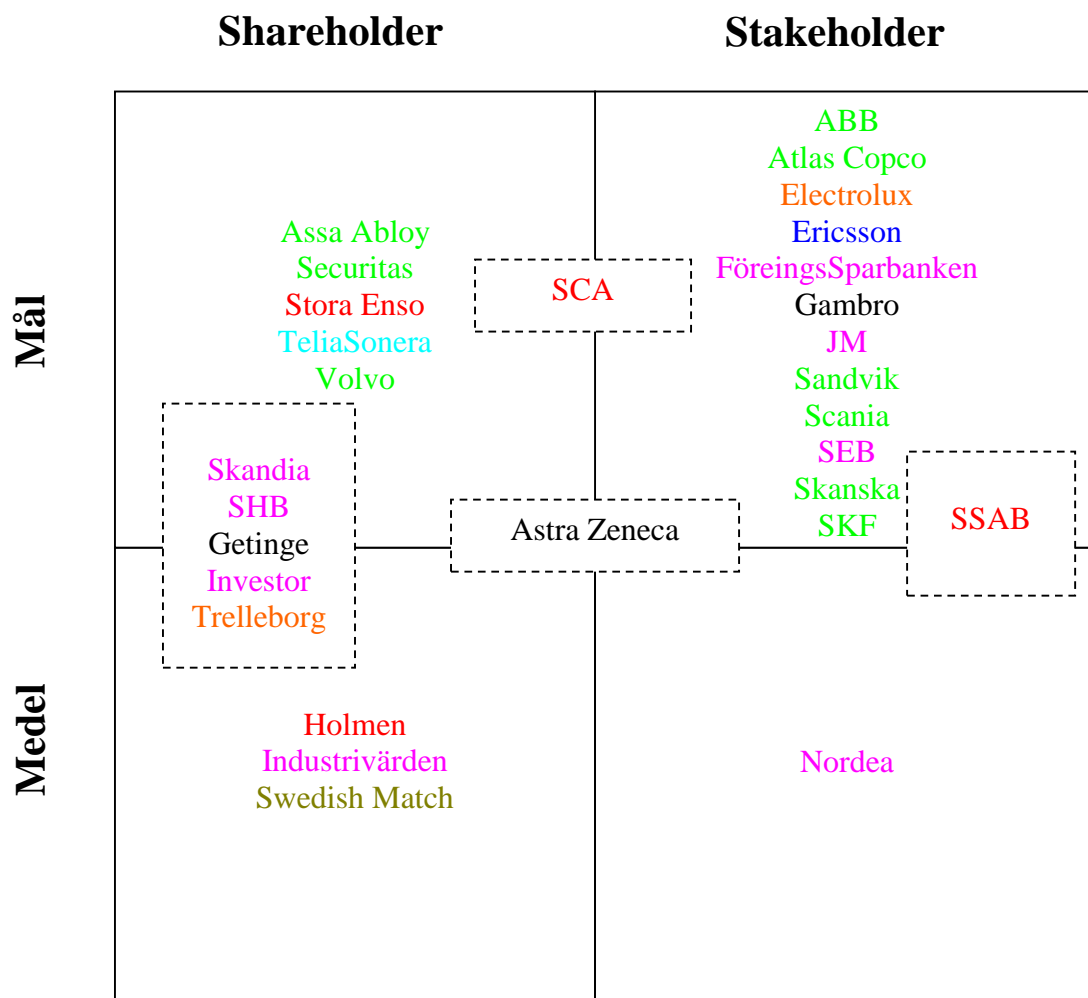 Shareholder
Stakeholder
Mål
Assa Abloy
Securitas
Stora Enso
TeliaSonera
Volvo
SCA
ABB
Atlas Copco
Electrolux
Ericsson
FöreingsSparbanken
Gambro
JM
Sandvik
Scania
SEB
Skanska
SKF
Skandia
SHB
Getinge
Investor
Trelleborg
Astra Zeneca
SSAB
Medel
Holmen
Industrivärden
Swedish Match
Nordea